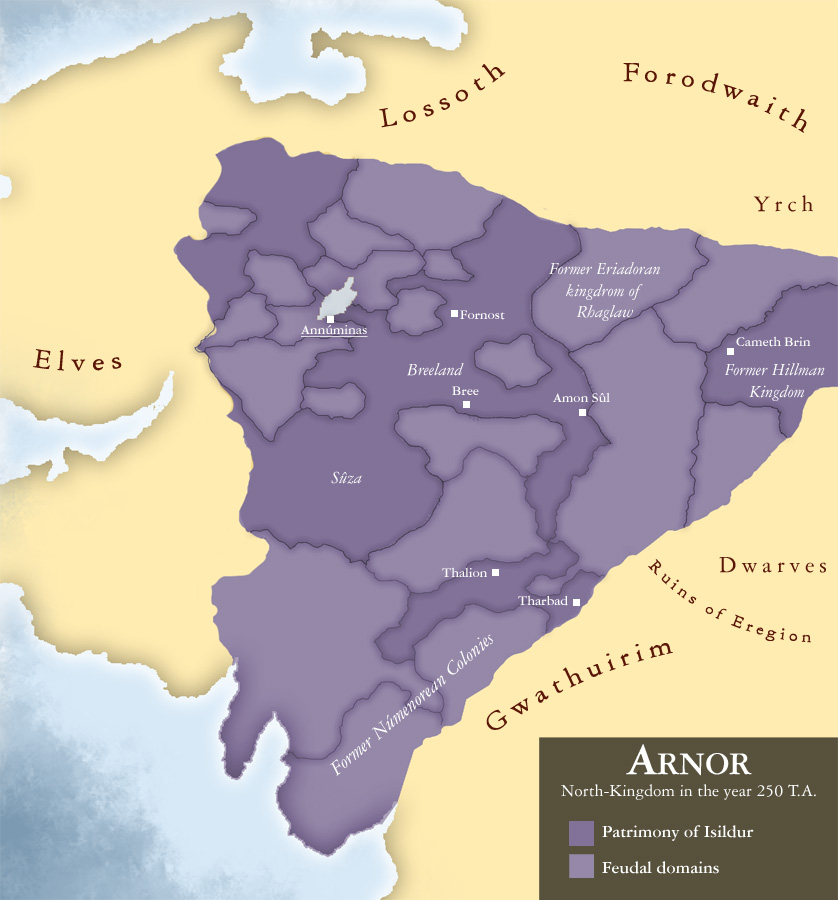 Lossoth
Forodwaith
Yrch
Former Eriadoran
kingdrom of
Rhaglaw
Annúminas
Fornost
Cameth Brin
Elves
Breeland
Former Hillman
Kingdom
Bree
Amon Sûl
Sûza
Thalion
Dwarves
Tharbad
Ruins of Eregion
Gwathuirim
Former Númenorean Colonies
ARNOR
North-Kingdom in the year 250 T.A.
Patrimony of Isildur
Feudal domains